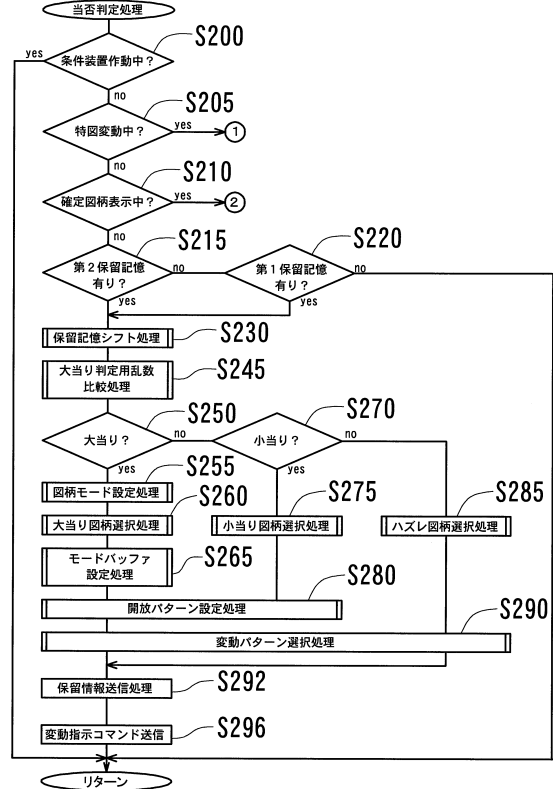 当否判定処理
S200
yes
条件装置作動中？
no
S205
特図変動中？
yes
1
no
S210
確定図柄表示中？
yes
2
no
S215
S220
第２保留記憶
有り？
no
第１保留記憶
有り？
no
yes
yes
保留記憶シフト処理
S230
大当り判定用乱数
比較処理
S245
S250
S270
大当り？
no
小当り？
no
yes
yes
S255
図柄モード設定処理
S260
S275
S285
大当り図柄選択処理
小当り図柄選択処理
ハズレ図柄選択処理
モードバッファ
設定処理
S265
S280
開放パターン設定処理
S290
変動パターン選択処理
保留情報送信処理
S292
変動指示コマンド送信
S296
リターン